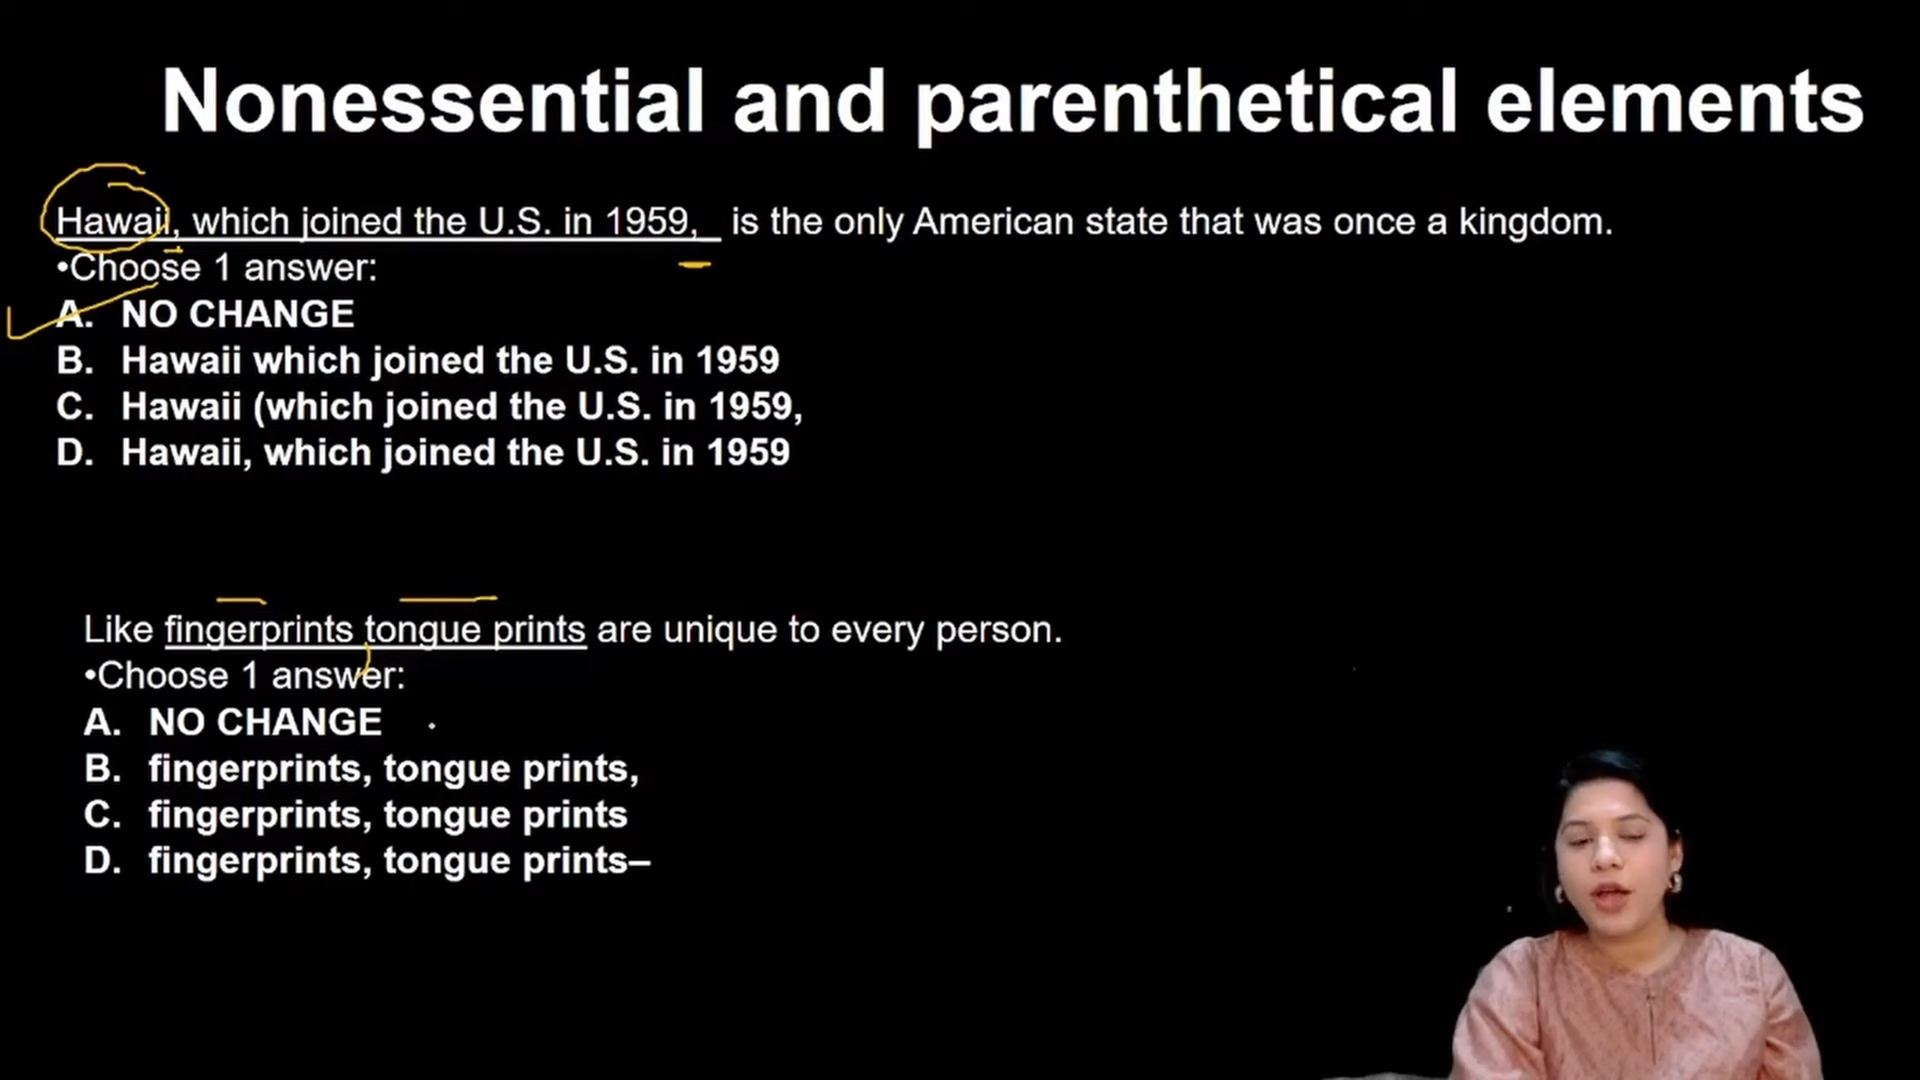 Nonessential and parenthetical elements
Hawaii, which joined the U.S. in 1959,_ is the only American state that was once a kingdom.
•Choose 1 answer:
A. NO CHANGE
B. Hawaii which joined the U.S. in 1959
C. Hawaii (which joined the U.S. in 1959,
D. Hawaii, which joined the U.S. in 1959
Like fingerprints tongue prints are unique to every person.
•Choose 1 answer:
A. NO CHANGE
B. fingerprints, tongue prints,
C. fingerprints, tongue prints
D. fingerprints, tongue prints–